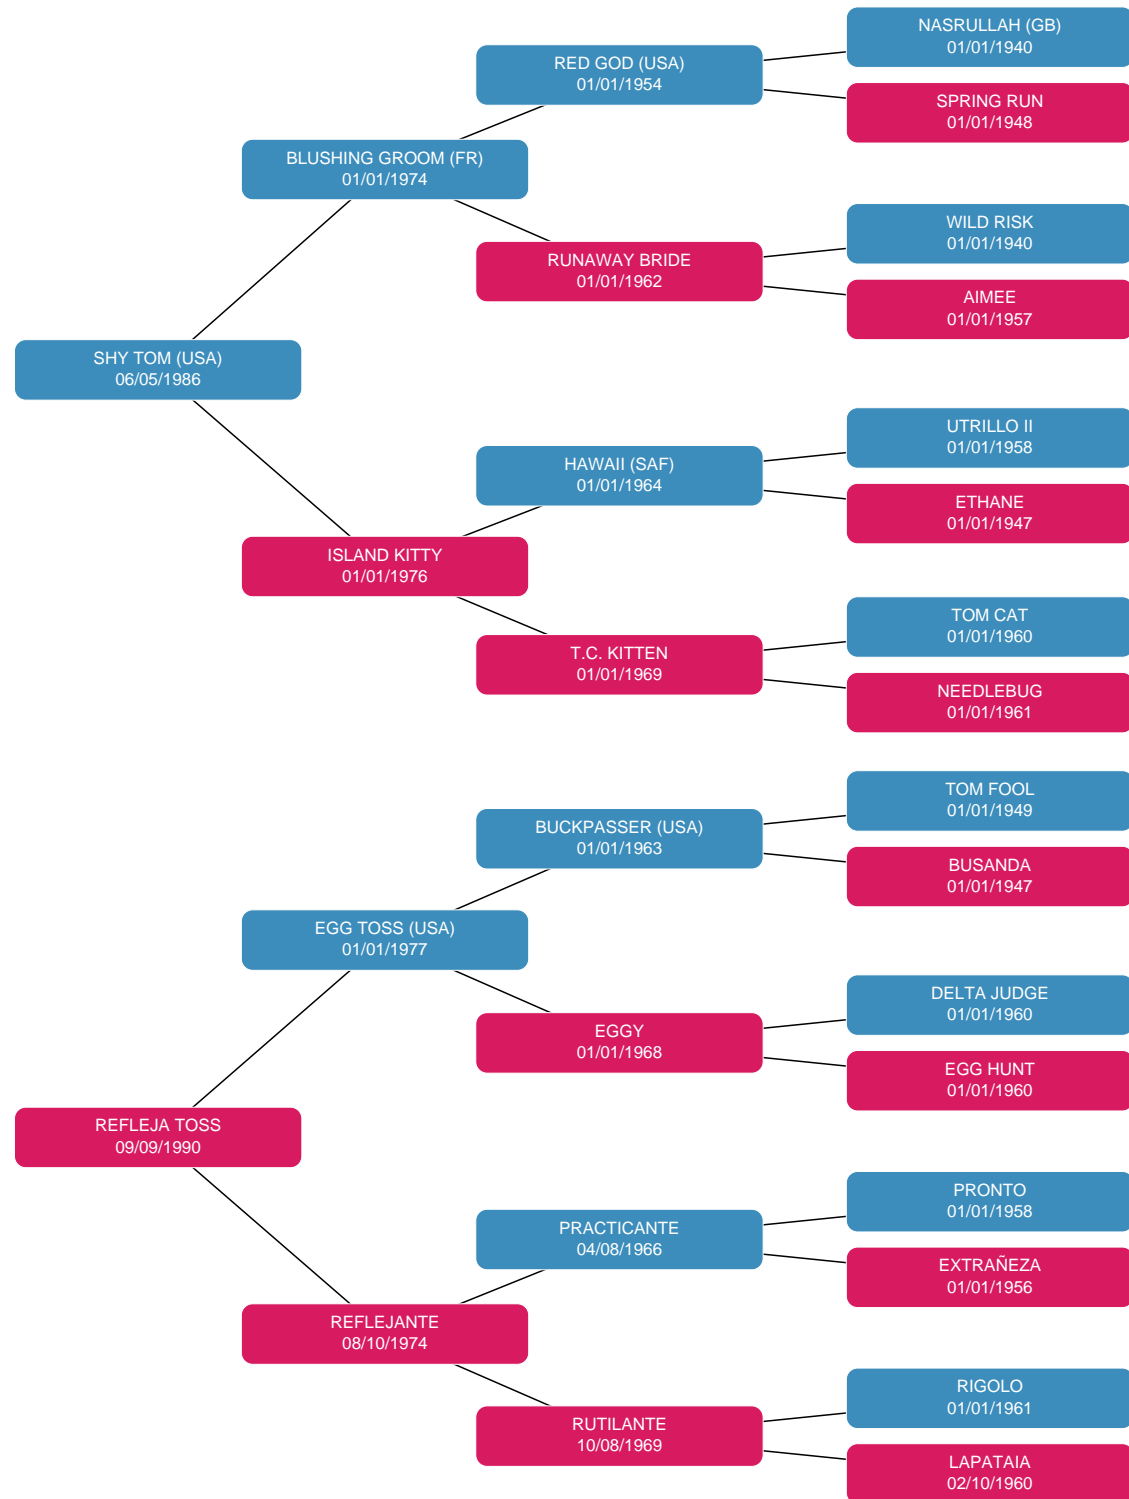 NASRULLAH (GB)
01/01/1940
RED GOD (USA)
01/01/1954
SPRING RUN
01/01/1948
BLUSHING GROOM (FR)
01/01/1974
WILD RISK
01/01/1940
RUNAWAY BRIDE
01/01/1962
AIMEE
01/01/1957
SHY TOM (USA)
06/05/1986
UTRILLO II
01/01/1958
HAWAII (SAF)
01/01/1964
ETHANE
01/01/1947
ISLAND KITTY
01/01/1976
TOM CAT
01/01/1960
T.C. KITTEN
01/01/1969
NEEDLEBUG
01/01/1961
TOM FOOL
01/01/1949
BUCKPASSER (USA)
01/01/1963
BUSANDA
01/01/1947
EGG TOSS (USA)
01/01/1977
DELTA JUDGE
01/01/1960
EGGY
01/01/1968
EGG HUNT
01/01/1960
REFLEJA TOSS
09/09/1990
PRONTO
01/01/1958
PRACTICANTE
04/08/1966
EXTRAÑEZA
01/01/1956
REFLEJANTE
08/10/1974
RIGOLO
01/01/1961
RUTILANTE
10/08/1969
LAPATAIA
02/10/1960